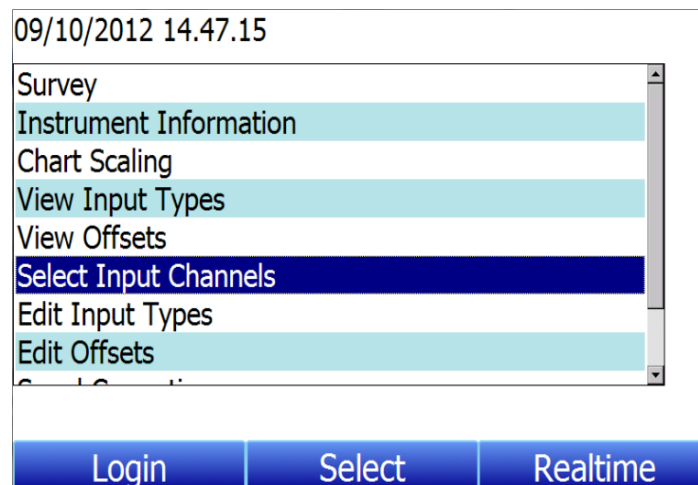 09/10/2012 14.47.15
Survey
Instrument Information
Chart Scaling
View Input Types
View Offsets
Select Input Channels
Edit Input Types
Edit Offsets
Login Select Realtime